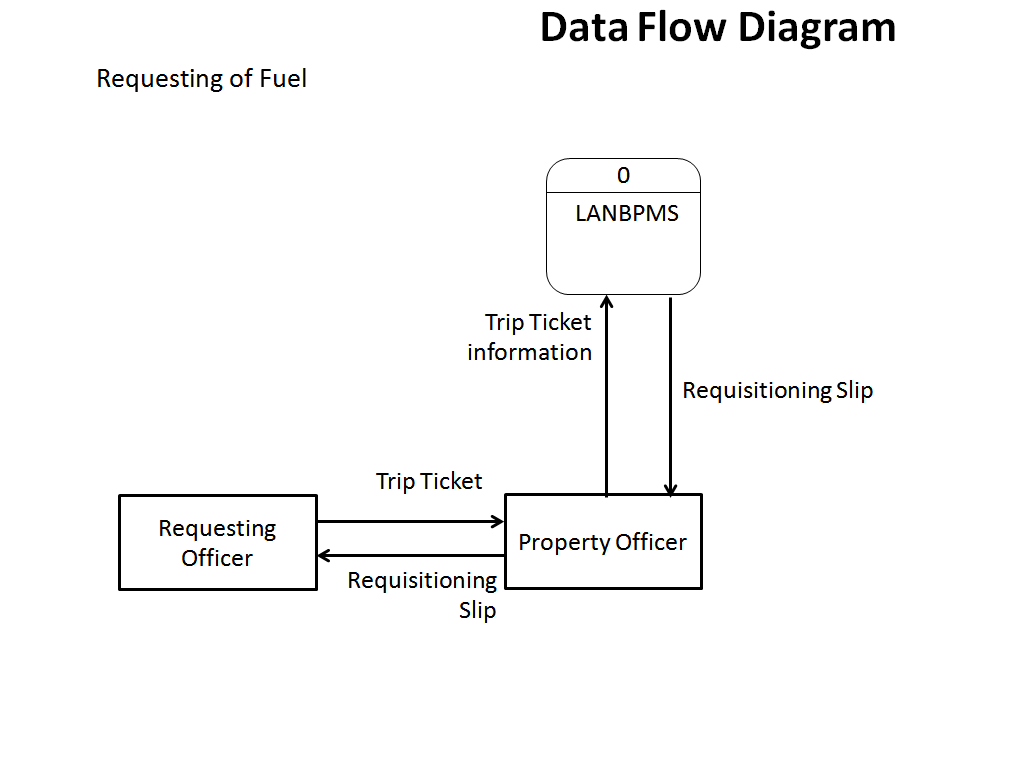 Data Flow Diagram
Requesting of Fuel
0
LANBPMS
Trip Ticket
information
Requisitioning Slip
Trip Ticket
Requesting
Officer
Property Officer
Requisitioning
Slip